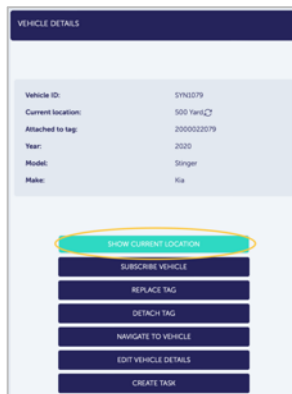 VEHICLE DETAILS
Vehicle ID: SYN1079
Current location: 500 Yard
Attached to tag: 2000022079
Year: 2020
Model: Stinger
Make: Kia
SHOW CURRENT LOCATION
SUBSCRIBE VEHICLE
REPLACE TAG
DETACH TAG
NAVIGATE TO VEHICLE
EDIT VEHICLE DETAILS
CREATE TASK